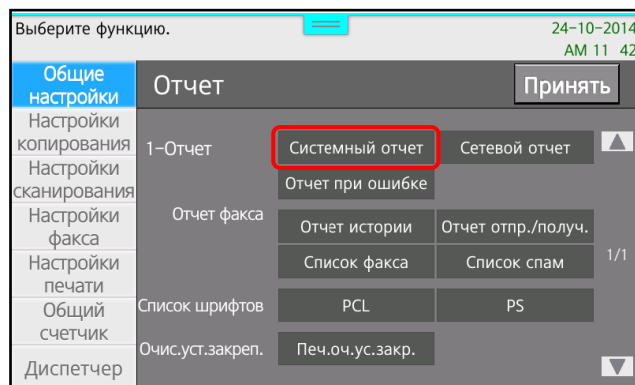 Выберите функцию.
24-10-2014
AM 11 42
Общие
настройки
Отчет
Принять
Настройки
копирования
Настройки
сканирования
Настройки
факса
Настройки
печати
Общий
счетчик
Диспетчер
1-Отчет
Системный отчет
Сетевой отчет
Отчет при ошибке
Отчет факса
Отчет истории
Отчет отпр./получ.
Список факса
Список спам
1/1
Список шрифтов
PCL
PS
Очис.уст.закреп.
Печ.оч.ус.закр.